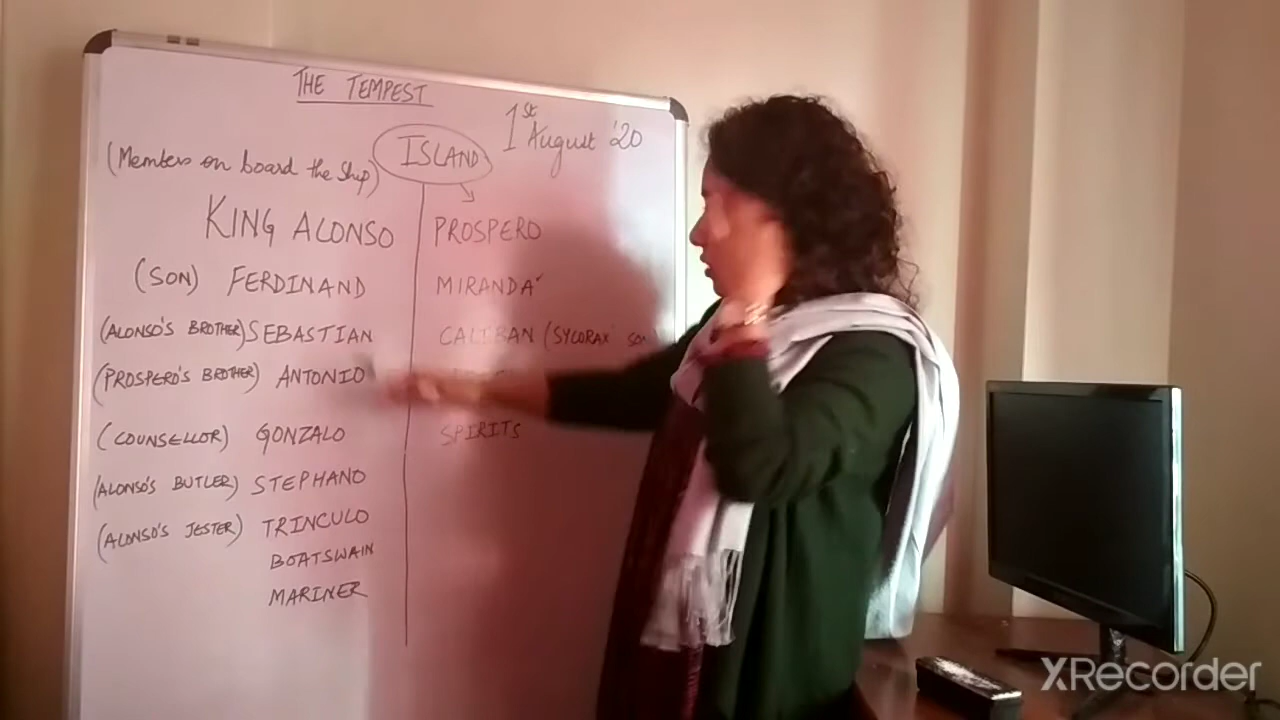 THE TEMPEST
1st August '20
ISLAND
(Members on board the ship)
KING ALONSO
(SON) FERDINAND
(ALONSO'S BROTHER) SEBASTIAN
(PROSPERO'S BROTHER) ANTONIO
(COUNSELLOR) GONZALO
(ALONSO'S BUTLER) STEPHANO
(ALONSO'S JESTER) TRINCULO
BOATSWAIN
MARINER
PROSPERO
MIRANDA
CALIBAN (SYCORAX' SON)
SPIRITS
XRecorder